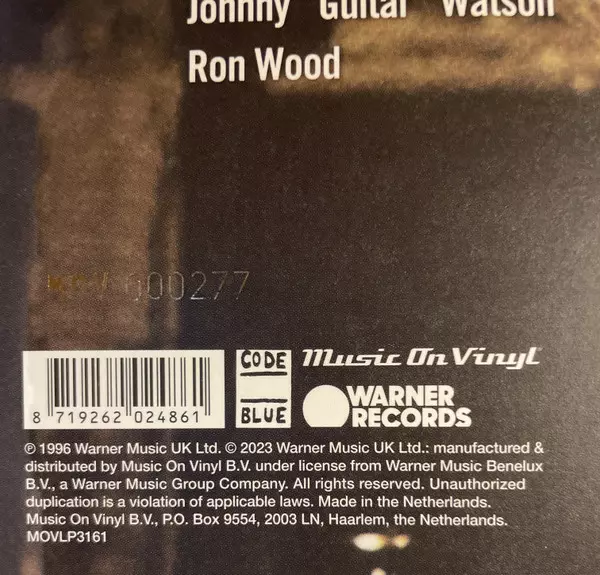 Johnny "Guitar" Watson
Ron Wood
000277
CODE
BLUE
Music On Vinyl
WARNER
RECORDS
8 719262 024861
℗ 1996 Warner Music UK Ltd. © 2023 Warner Music UK Ltd.: manufactured &
distributed by Music On Vinyl B.V. under license from Warner Music Benelux
B.V., a Warner Music Group Company. All rights reserved. Unauthorized
duplication is a violation of applicable laws. Made in the Netherlands.
Music On Vinyl B.V., P.O. Box 9554, 2003 LN, Haarlem, the Netherlands.
MOVLP3161